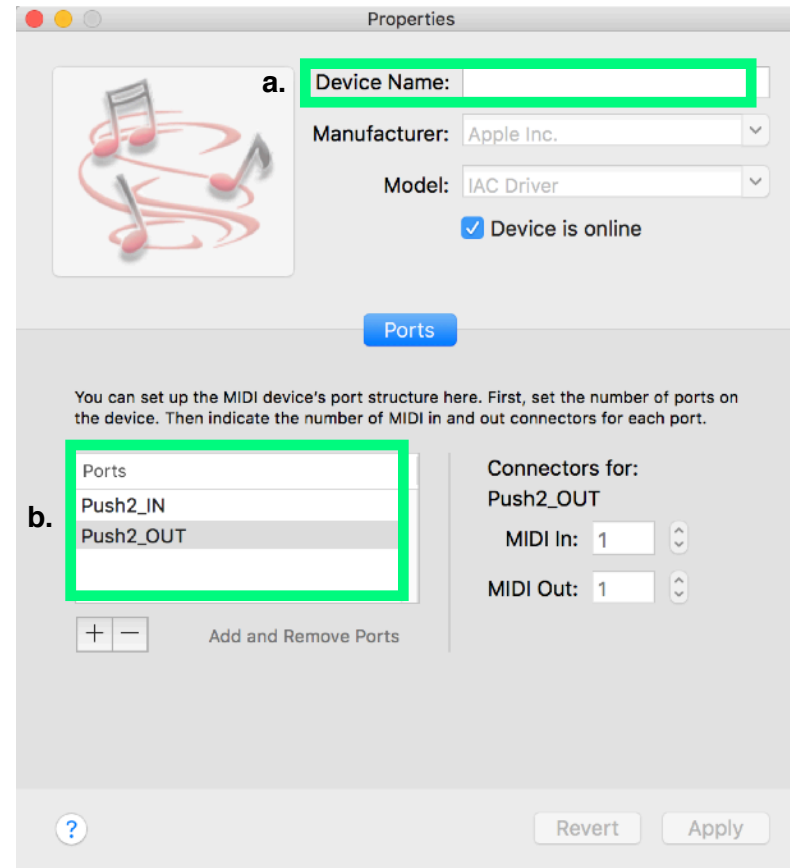 Properties
a. Device Name:
Manufacturer: Apple Inc.
Model: IAC Driver
Device is online
Ports
You can set up the MIDI device's port structure here. First, set the number of ports on
the device. Then indicate the number of MIDI in and out connectors for each port.
b.
Ports
Push2_IN
Push2_OUT
+ −
Add and Remove Ports
Connectors for:
Push2_OUT
MIDI In: 1
MIDI Out: 1
?
Revert
Apply